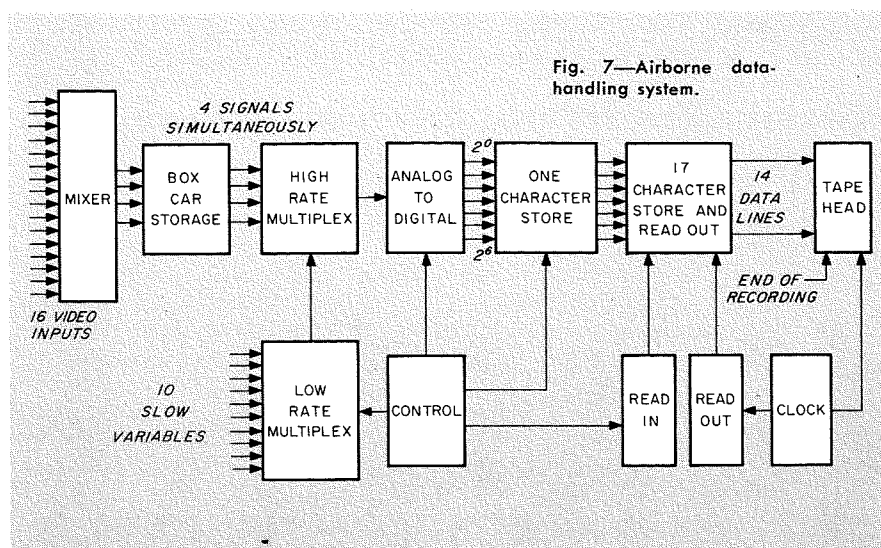 Fig. 7—Airborne data-
handling system.
4 SIGNALS
SIMULTANEOUSLY
MIXER
BOX
CAR
STORAGE
HIGH
RATE
MULTIPLEX
ANALOG
TO
DIGITAL
2⁰
2⁶
ONE
CHARACTER
STORE
17
CHARACTER
STORE AND
READ OUT
14
DATA
LINES
TAPE
HEAD
END OF
RECORDING
16 VIDEO
INPUTS
10
SLOW
VARIABLES
LOW
RATE
MULTIPLEX
CONTROL
READ
IN
READ
OUT
CLOCK